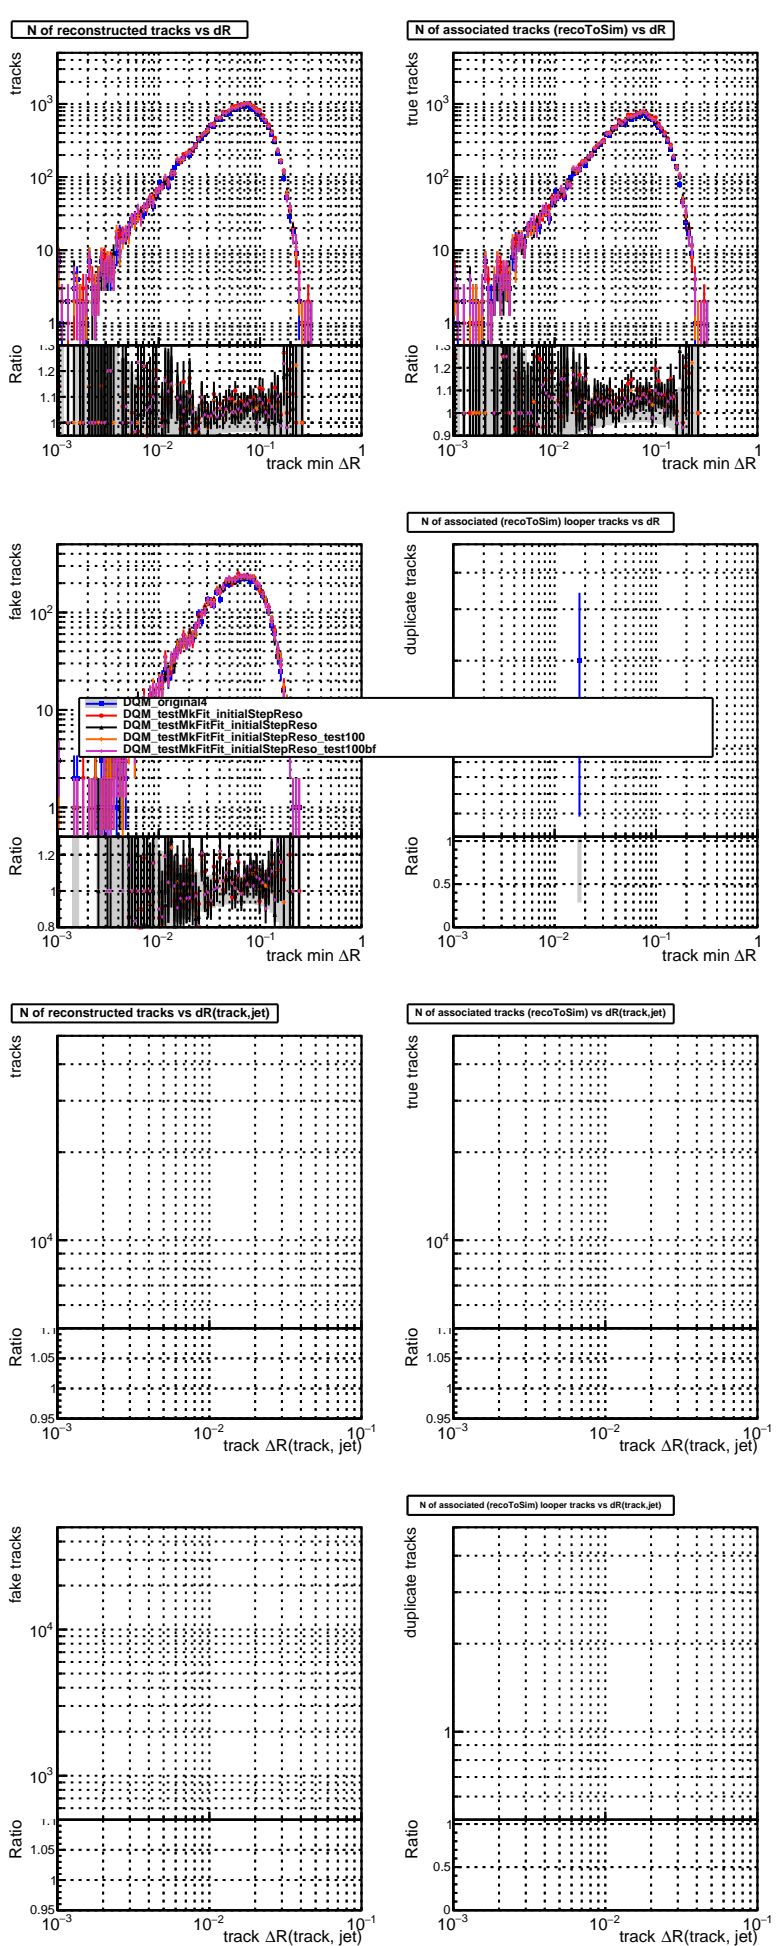 N of reconstructed tracks vs dR
tracks
10³
10²
10
1
Ratio
1.3
1.2
1.1
1
10⁻³ 10⁻² 10⁻¹ 1
track min ΔR
N of associated tracks (recoToSim) vs dR
true tracks
10³
10²
10
1
Ratio
1.3
1.2
1.1
1
0.9
10⁻³ 10⁻² 10⁻¹ 1
track min ΔR
fake tracks
10²
10
1
Ratio
1.2
1
0.8
10⁻³ 10⁻² 10⁻¹ 1
track min ΔR
N of associated (recoToSim) looper tracks vs dR
duplicate tracks
Ratio
1
0.5
0
10⁻³ 10⁻² 10⁻¹ 1
track min ΔR
DQM_original4
DQM_testMkFit_initialStepReso
DQM_testMkFitFit_initialStepReso
DQM_testMkFitFit_initialStepReso_test100
DQM_testMkFitFit_initialStepReso_test100bf
N of reconstructed tracks vs dR(track,jet)
tracks
10⁴
Ratio
1.1
1.05
1
0.95
10⁻³ 10⁻² 10⁻¹
track ΔR(track, jet)
N of associated tracks (recoToSim) vs dR(track,jet)
true tracks
10⁴
Ratio
1.1
1.05
1
0.95
10⁻³ 10⁻² 10⁻¹
track ΔR(track, jet)
fake tracks
10⁴
10³
Ratio
1.1
1.05
1
0.95
10⁻³ 10⁻² 10⁻¹
track ΔR(track, jet)
N of associated (recoToSim) looper tracks vs dR(track,jet)
duplicate tracks
1
Ratio
1
0.5
0
10⁻³ 10⁻² 10⁻¹
track ΔR(track, jet)